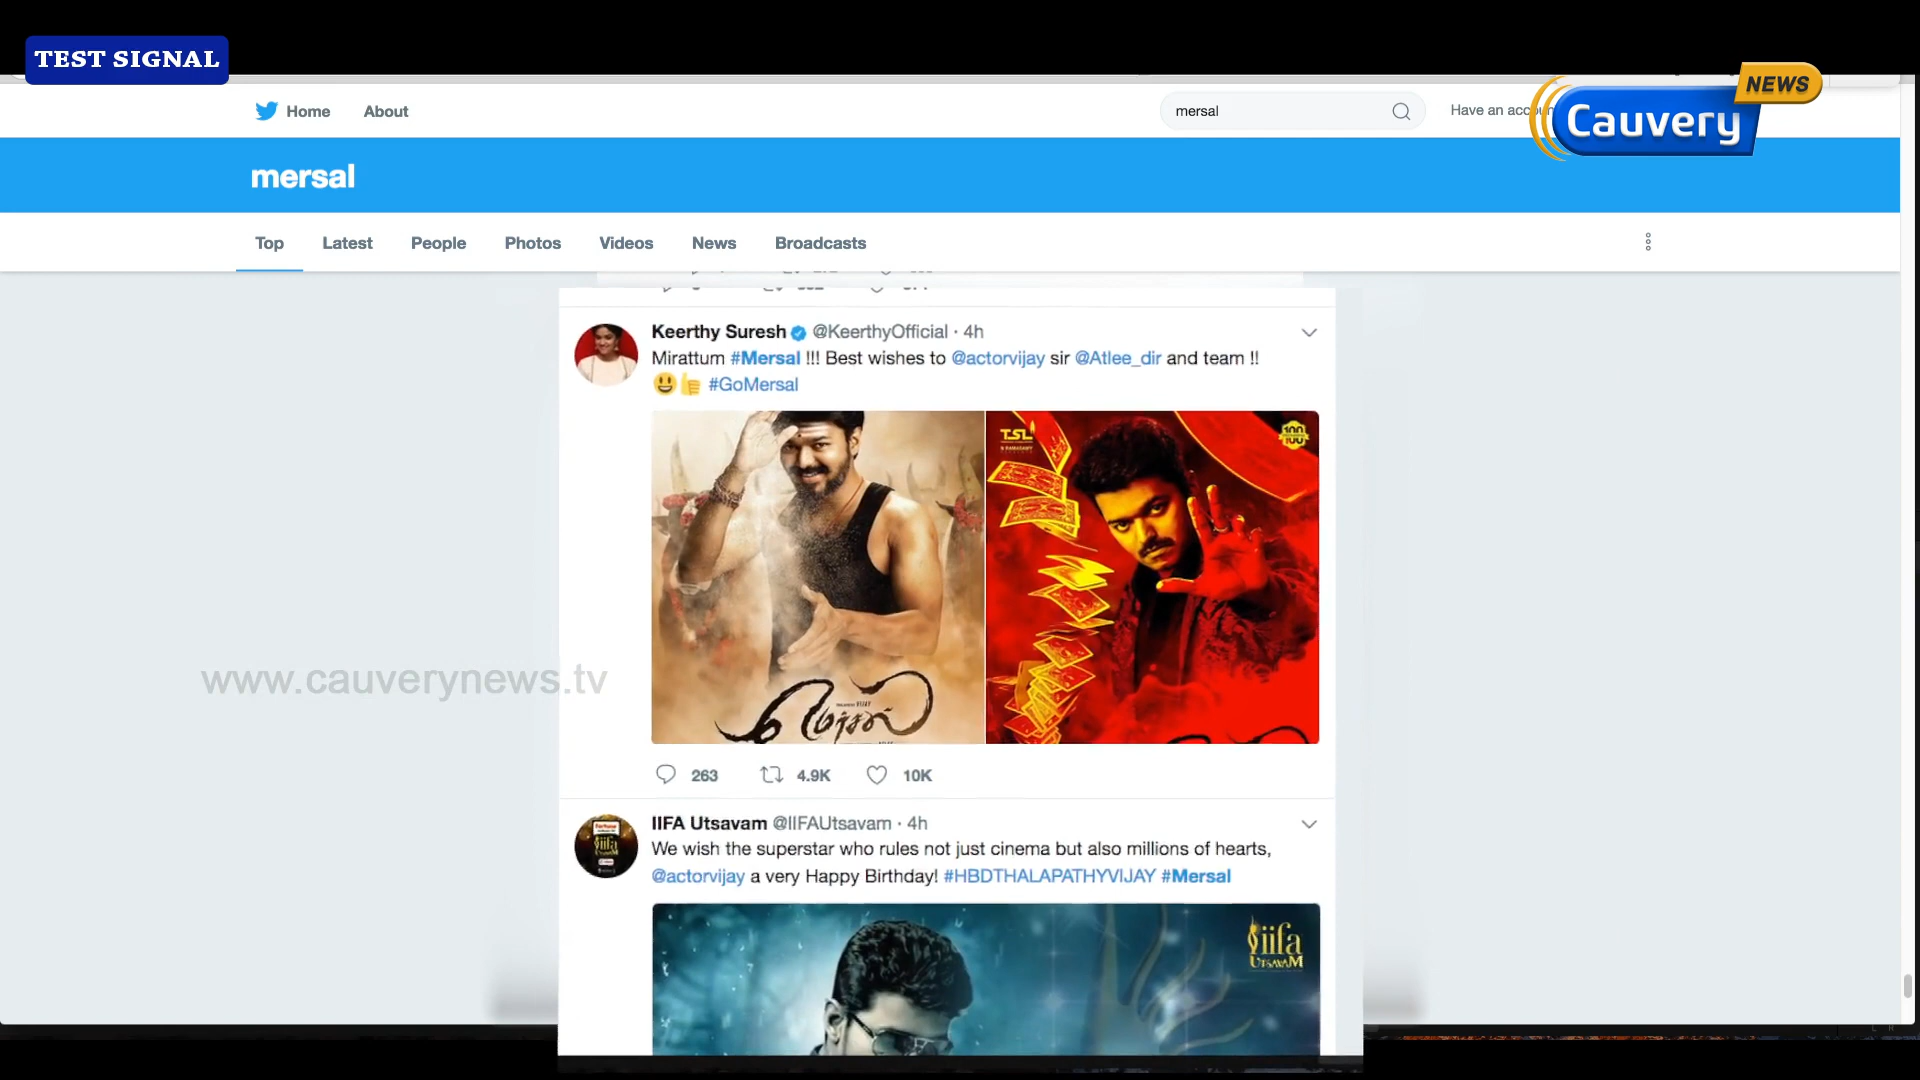 TEST SIGNAL
NEWS
Cauvery
Home About
mersal
Have an accoun
mersal
Top Latest People Photos Videos News Broadcasts
Keerthy Suresh @KeerthyOfficial · 4h
Mirattum #Mersal !!! Best wishes to @actorvijay sir @Atlee_dir and team !!
😃👍 #GoMersal
TSL
100
மெர்சல்
www.cauverynews.tv
263 4.9K 10K
IIFA Utsavam @IIFAUtsavam · 4h
We wish the superstar who rules not just cinema but also millions of hearts,
@actorvijay a very Happy Birthday! #HBDTHALAPATHYVIJAY #Mersal
iifa
UTSAVAM